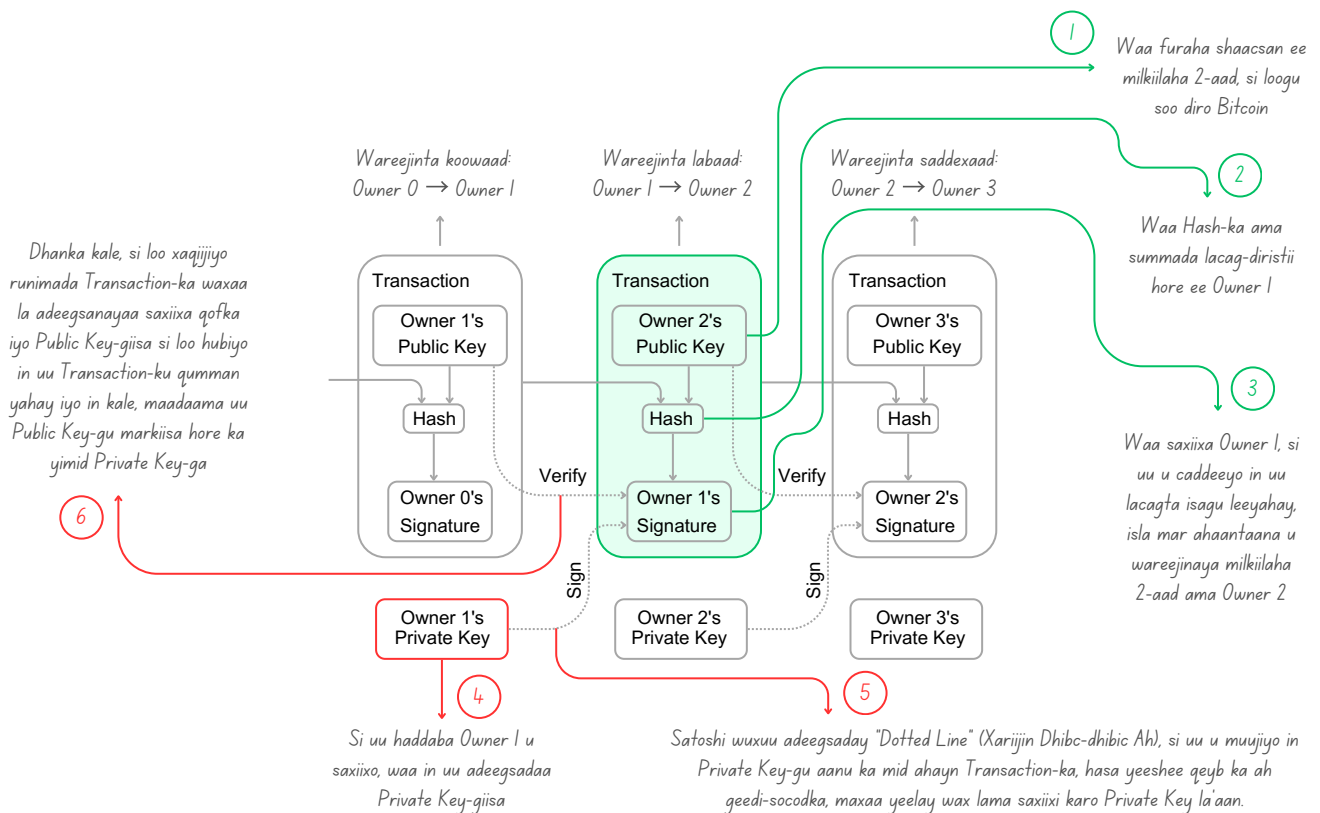 1
Waa furaha shaacsan ee
milkiilaha 2-aad, si loogu
soo diro Bitcoin
2
Waa Hash-ka ama
summada lacag-diristii
hore ee Owner 1
3
Waa saxiixa Owner 1, si
uu u caddeeyo in uu
lacagta isagu leeyahay,
isla mar ahaantaana u
wareejinaya milkiilaha
2-aad ama Owner 2
Wareejinta koowaad:
Owner 0 → Owner 1
Wareejinta labaad:
Owner 1 → Owner 2
Wareejinta saddexaad:
Owner 2 → Owner 3
Dhanka kale, si loo xaqiijiyo
runimada Transaction-ka waxaa
la adeegsanayaa saxiixa qofka
iyo Public Key-giisa si loo hubiyo
in uu Transaction-ku qumman
yahay iyo in kale, maadaama uu
Public Key-gu markiisa hore ka
yimid Private Key-ga
6
Transaction
Owner 1's
Public Key
Hash
Owner 0's
Signature
Verify
Transaction
Owner 2's
Public Key
Hash
Owner 1's
Signature
Verify
Transaction
Owner 3's
Public Key
Hash
Owner 2's
Signature
Owner 1's
Private Key
Sign
Owner 2's
Private Key
Sign
Owner 3's
Private Key
4
Si uu haddaba Owner 1 u
saxiixo, waa in uu adeegsadaa
Private Key-giisa
5
Satoshi wuxuu adeegsaday "Dotted Line" (Xariijin Dhibc-dhibic Ah), si uu u muujiyo in
Private Key-gu aanu ka mid ahayn Transaction-ka, hasa yeeshee qeyb ka ah
geedi-socodka, maxaa yeelay wax lama saxiixi karo Private Key la'aan.